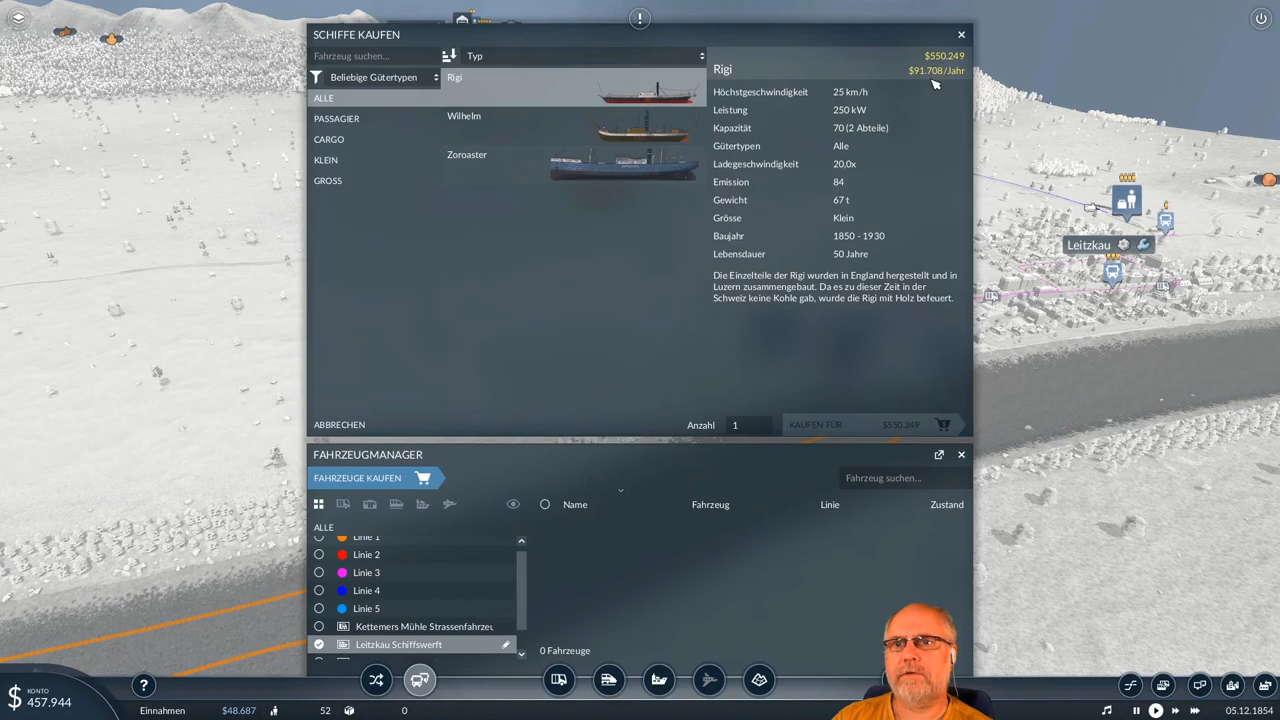 SCHIFFE KAUFEN
Fahrzeug suchen...
Typ
Beliebige Gütertypen
ALLE
PASSAGIER
CARGO
KLEIN
GROSS
Rigi
Wilhelm
Zoroaster
$550.249
Rigi
$91.708/Jahr
Höchstgeschwindigkeit 25 km/h
Leistung 250 kW
Kapazität 70 (2 Abteile)
Gütertypen Alle
Ladegeschwindigkeit 20,0x
Emission 84
Gewicht 67 t
Grösse Klein
Baujahr 1850 - 1930
Lebensdauer 50 Jahre
Die Einzelteile der Rigi wurden in England hergestellt und in
Luzern zusammengebaut. Da es zu dieser Zeit in der
Schweiz keine Kohle gab, wurde die Rigi mit Holz befeuert.
Leitzkau
ABBRECHEN
Anzahl 1
KAUFEN FÜR $550.249
FAHRZEUGMANAGER
FAHRZEUGE KAUFEN
Fahrzeug suchen...
Name Fahrzeug Linie Zustand
ALLE
Linie 1
Linie 2
Linie 3
Linie 4
Linie 5
Kettemers Mühle Strassenfahrzeu
Leitzkau Schiffswerft
0 Fahrzeuge
$ KONTO
457.944
?
Einnahmen $48.687 52 0
05.12.1854